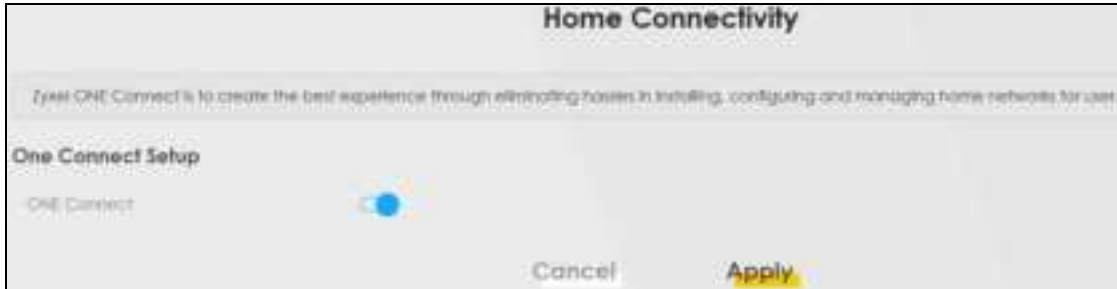 Home Connectivity
Zyxel ONE Connect is to create the best experience through eliminating hassles in installing, configuring and managing home networks for user
One Connect Setup
ONE Connect
Cancel
Apply